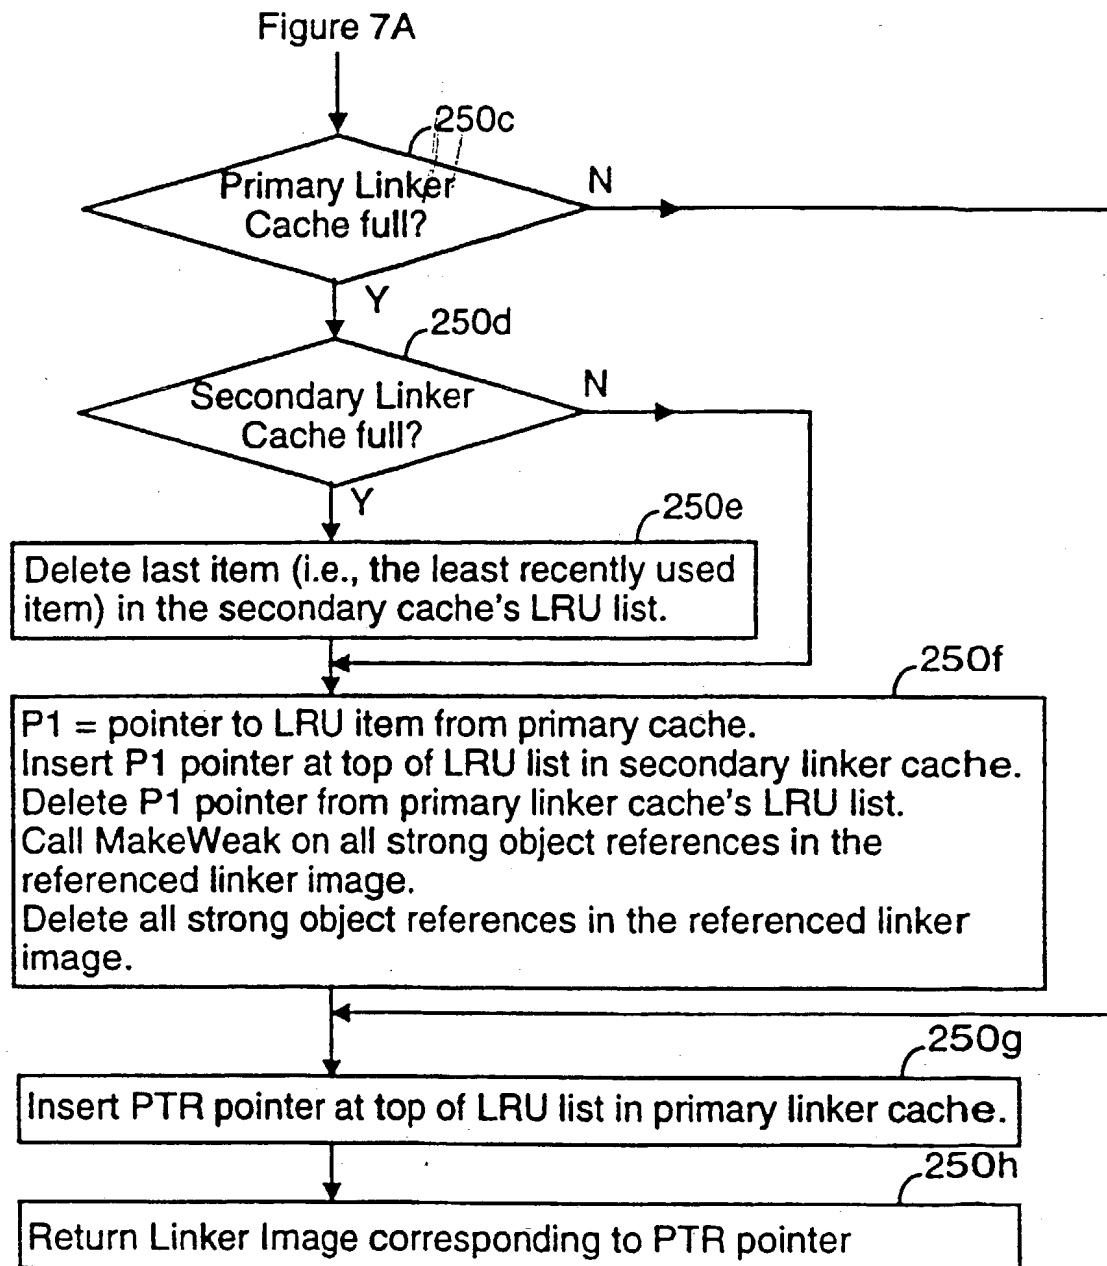 Figure 7A
250c
Primary Linker
Cache full?
N
Y
250d
Secondary Linker
Cache full?
N
Y
250e
Delete last item (i.e., the least recently used
item) in the secondary cache's LRU list.
250f
P1 = pointer to LRU item from primary cache.
Insert P1 pointer at top of LRU list in secondary linker cache.
Delete P1 pointer from primary linker cache's LRU list.
Call MakeWeak on all strong object references in the
referenced linker image.
Delete all strong object references in the referenced linker
image.
250g
Insert PTR pointer at top of LRU list in primary linker cache.
250h
Return Linker Image corresponding to PTR pointer